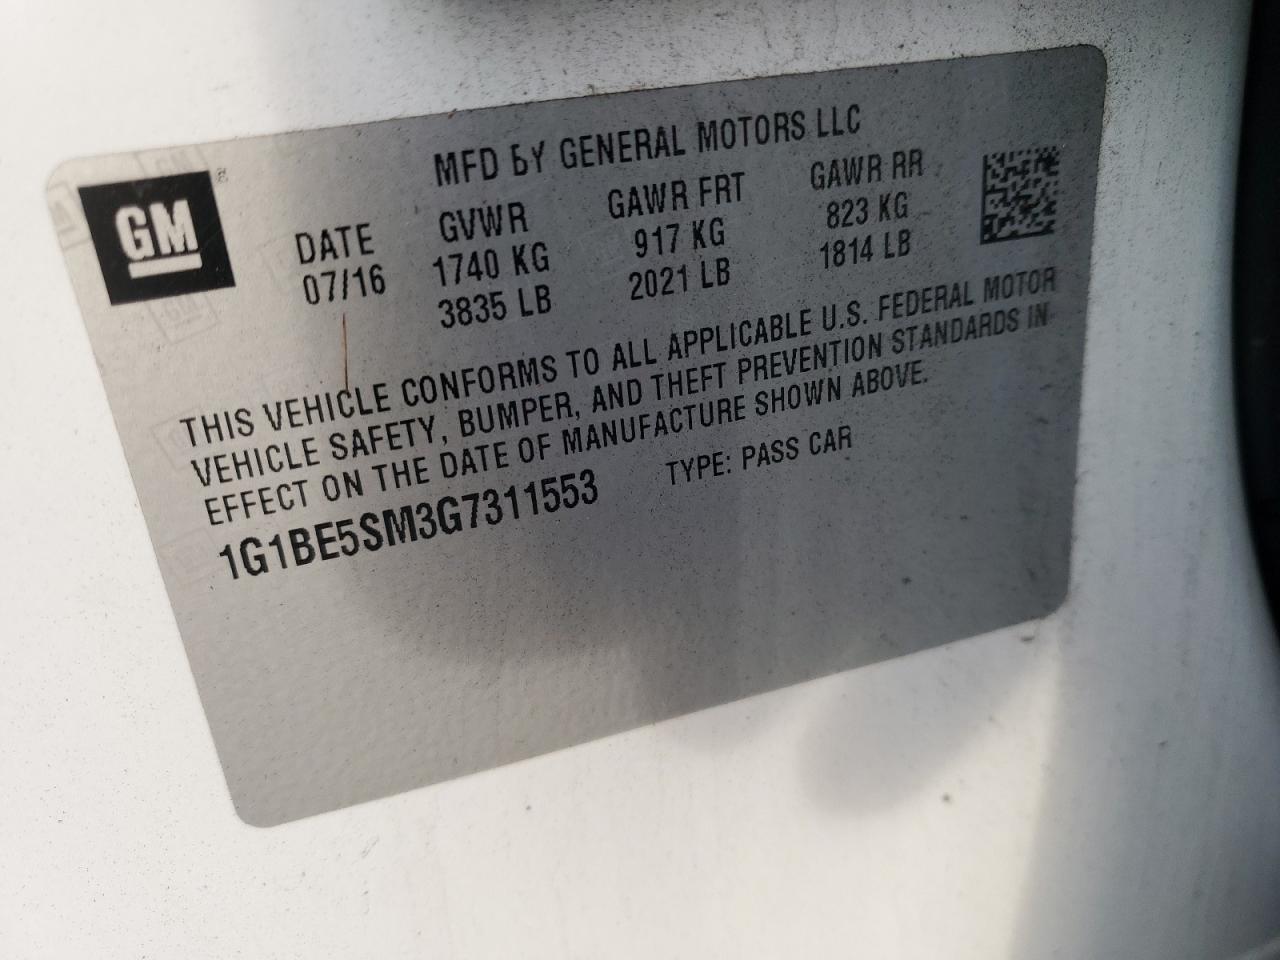 MFD BY GENERAL MOTORS LLC
GM
DATE GVWR GAWR FRT GAWR RR
07/16 1740 KG 917 KG 823 KG
3835 LB 2021 LB 1814 LB
THIS VEHICLE CONFORMS TO ALL APPLICABLE U.S. FEDERAL MOTOR
VEHICLE SAFETY, BUMPER, AND THEFT PREVENTION STANDARDS IN
EFFECT ON THE DATE OF MANUFACTURE SHOWN ABOVE.
1G1BE5SM3G7311553 TYPE: PASS CAR